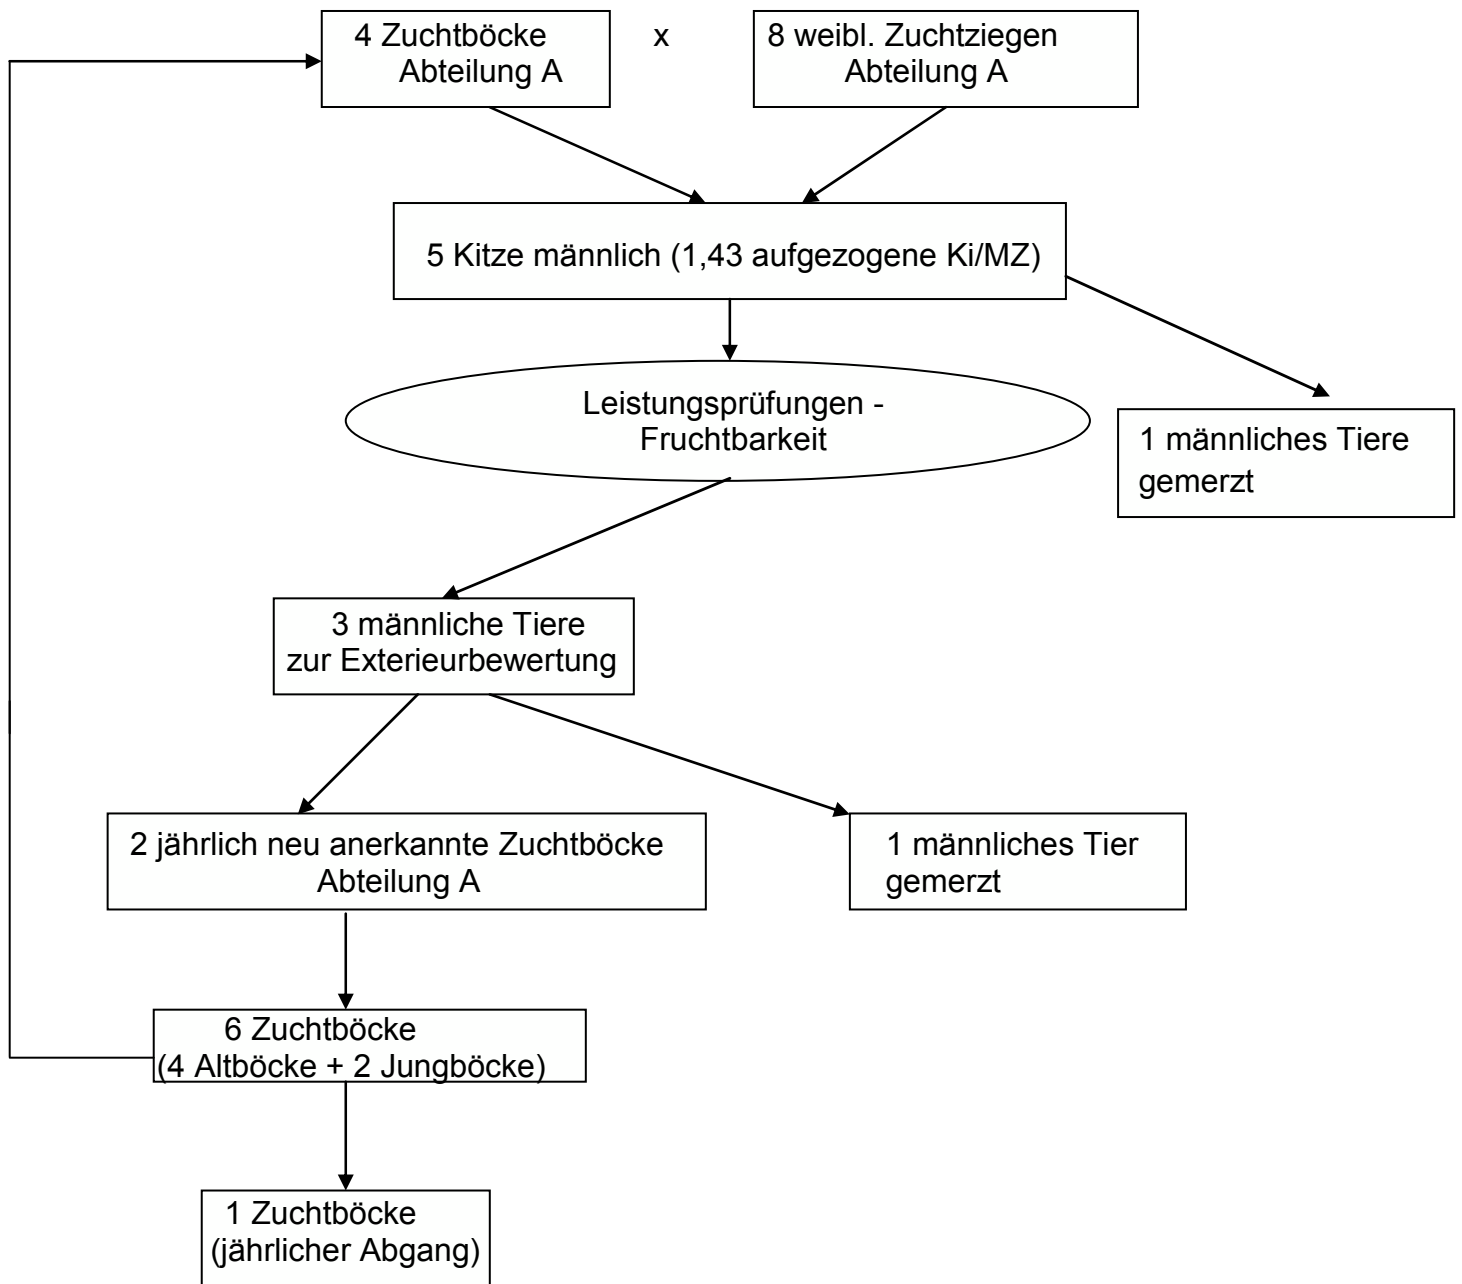 4 Zuchtböcke
Abteilung A
x
8 weibl. Zuchtziegen
Abteilung A
5 Kitze männlich (1,43 aufgezogene Ki/MZ)
Leistungsprüfungen -
Fruchtbarkeit
1 männliches Tiere
gemerzt
3 männliche Tiere
zur Exterieurbewertung
2 jährlich neu anerkannte Zuchtböcke
Abteilung A
1 männliches Tier
gemerzt
6 Zuchtböcke
(4 Altböcke + 2 Jungböcke)
1 Zuchtböcke
(jährlicher Abgang)